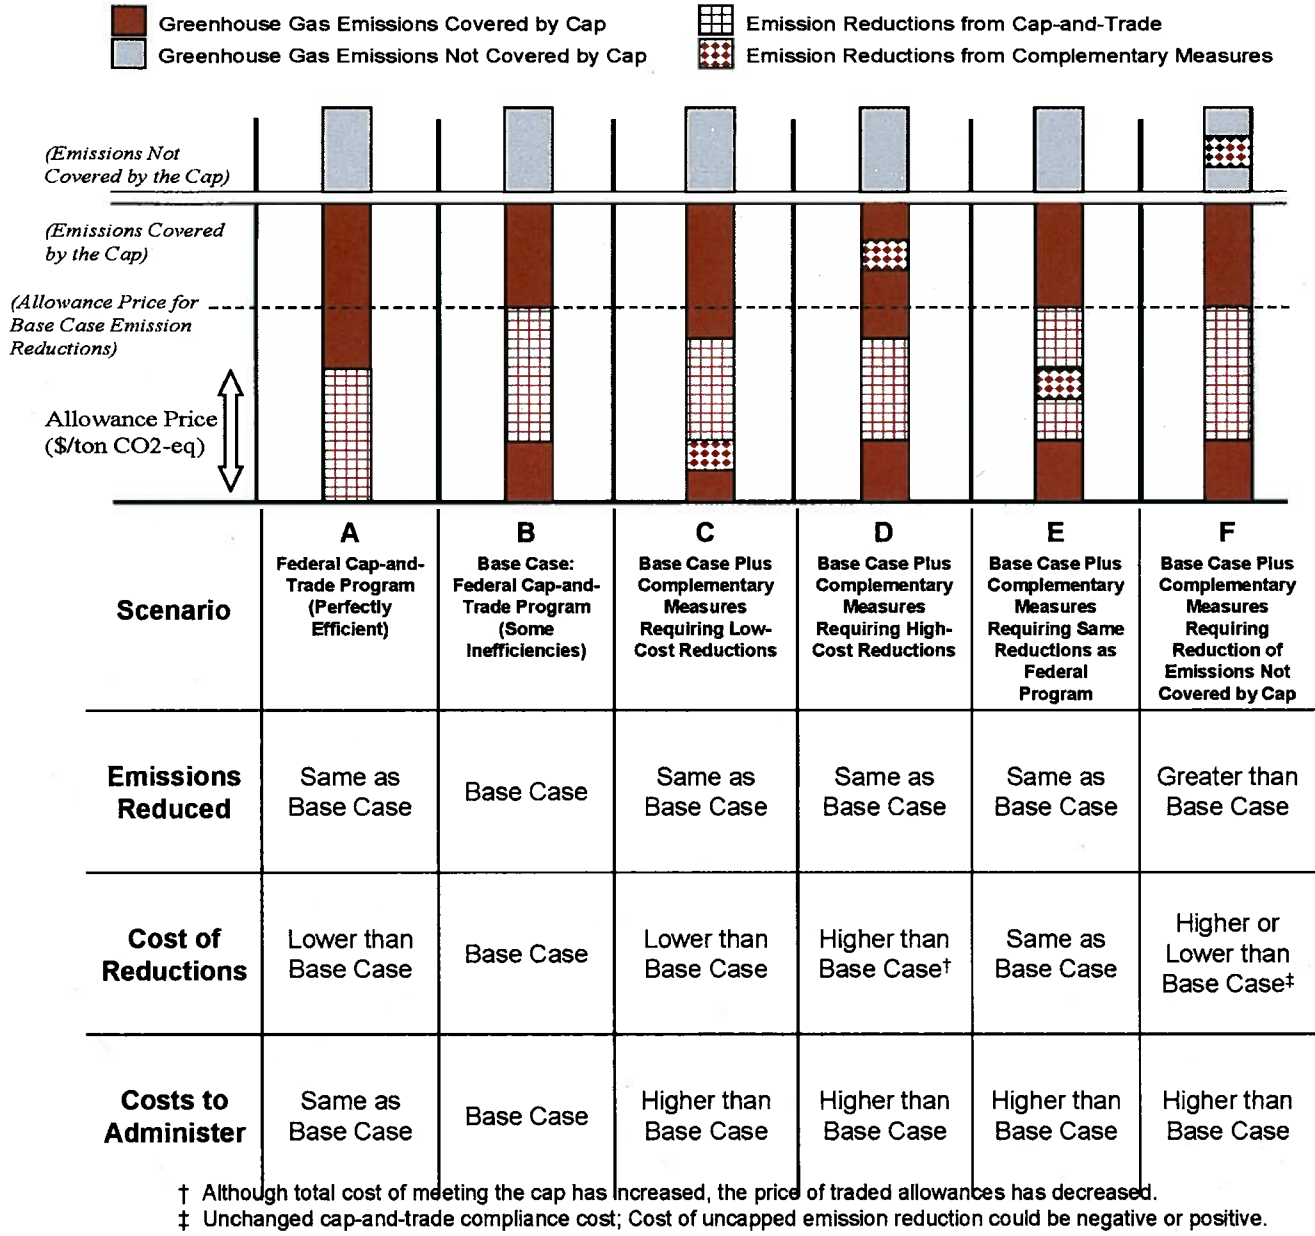 Greenhouse Gas Emissions Covered by Cap
Greenhouse Gas Emissions Not Covered by Cap
Emission Reductions from Cap-and-Trade
Emission Reductions from Complementary Measures
(Emissions Not
Covered by the Cap)
(Emissions Covered
by the Cap)
(Allowance Price for
Base Case Emission
Reductions)
Allowance Price
($/ton CO2-eq)
Scenario
A
Federal Cap-and-
Trade Program
(Perfectly
Efficient)
B
Base Case:
Federal Cap-and-
Trade Program
(Some
Inefficiencies)
C
Base Case Plus
Complementary
Measures
Requiring Low-
Cost Reductions
D
Base Case Plus
Complementary
Measures
Requiring High-
Cost Reductions
E
Base Case Plus
Complementary
Measures
Requiring Same
Reductions as
Federal
Program
F
Base Case Plus
Complementary
Measures
Requiring
Reduction of
Emissions Not
Covered by Cap
Emissions
Reduced
Same as
Base Case
Base Case
Same as
Base Case
Same as
Base Case
Same as
Base Case
Greater than
Base Case
Cost of
Reductions
Lower than
Base Case
Base Case
Lower than
Base Case
Higher than
Base Case†
Same as
Base Case
Higher or
Lower than
Base Case‡
Costs to
Administer
Same as
Base Case
Base Case
Higher than
Base Case
Higher than
Base Case
Higher than
Base Case
Higher than
Base Case
† Although total cost of meeting the cap has increased, the price of traded allowances has decreased.
‡ Unchanged cap-and-trade compliance cost; Cost of uncapped emission reduction could be negative or positive.